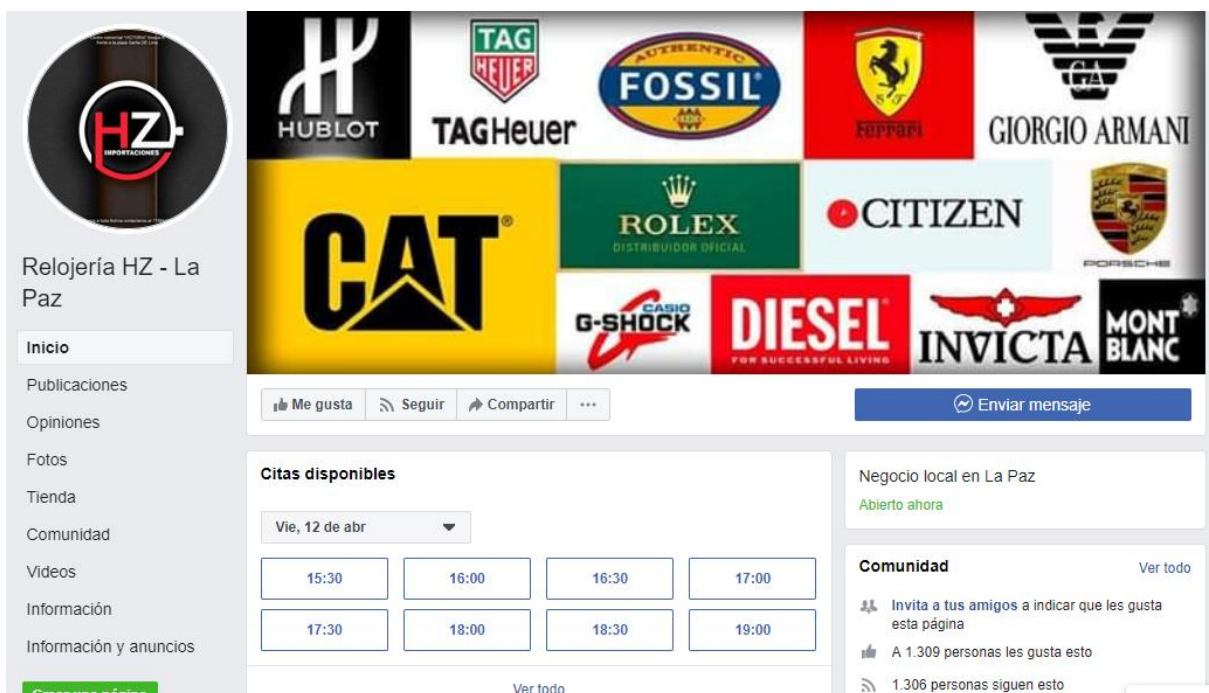 Centro comercial "VICTORIA"
HZ
IMPORTACIONES
Relojería HZ - La
Paz
Inicio
Publicaciones
Opiniones
Fotos
Tienda
Comunidad
Videos
Información
Información y anuncios
HUBLOT
TAG
HEUER
TAGHeuer
AUTHENTIC
FOSSIL
S F
Ferrari
GA
GIORGIO ARMANI
CAT®
ROLEX
DISTRIBUIDOR OFICIAL
CITIZEN
PORSCHE
CASIO
G-SHOCK
DIESEL
FOR SUCCESSFUL LIVING
INVICTA
MONT
BLANC
Me gusta
Seguir
Compartir
...
Enviar mensaje
Citas disponibles
Vie, 12 de abr
15:30 16:00 16:30 17:00
17:30 18:00 18:30 19:00
Ver todo
Negocio local en La Paz
Abierto ahora
Comunidad Ver todo
Invita a tus amigos a indicar que les gusta
esta página
A 1.309 personas les gusta esto
1.306 personas siguen esto